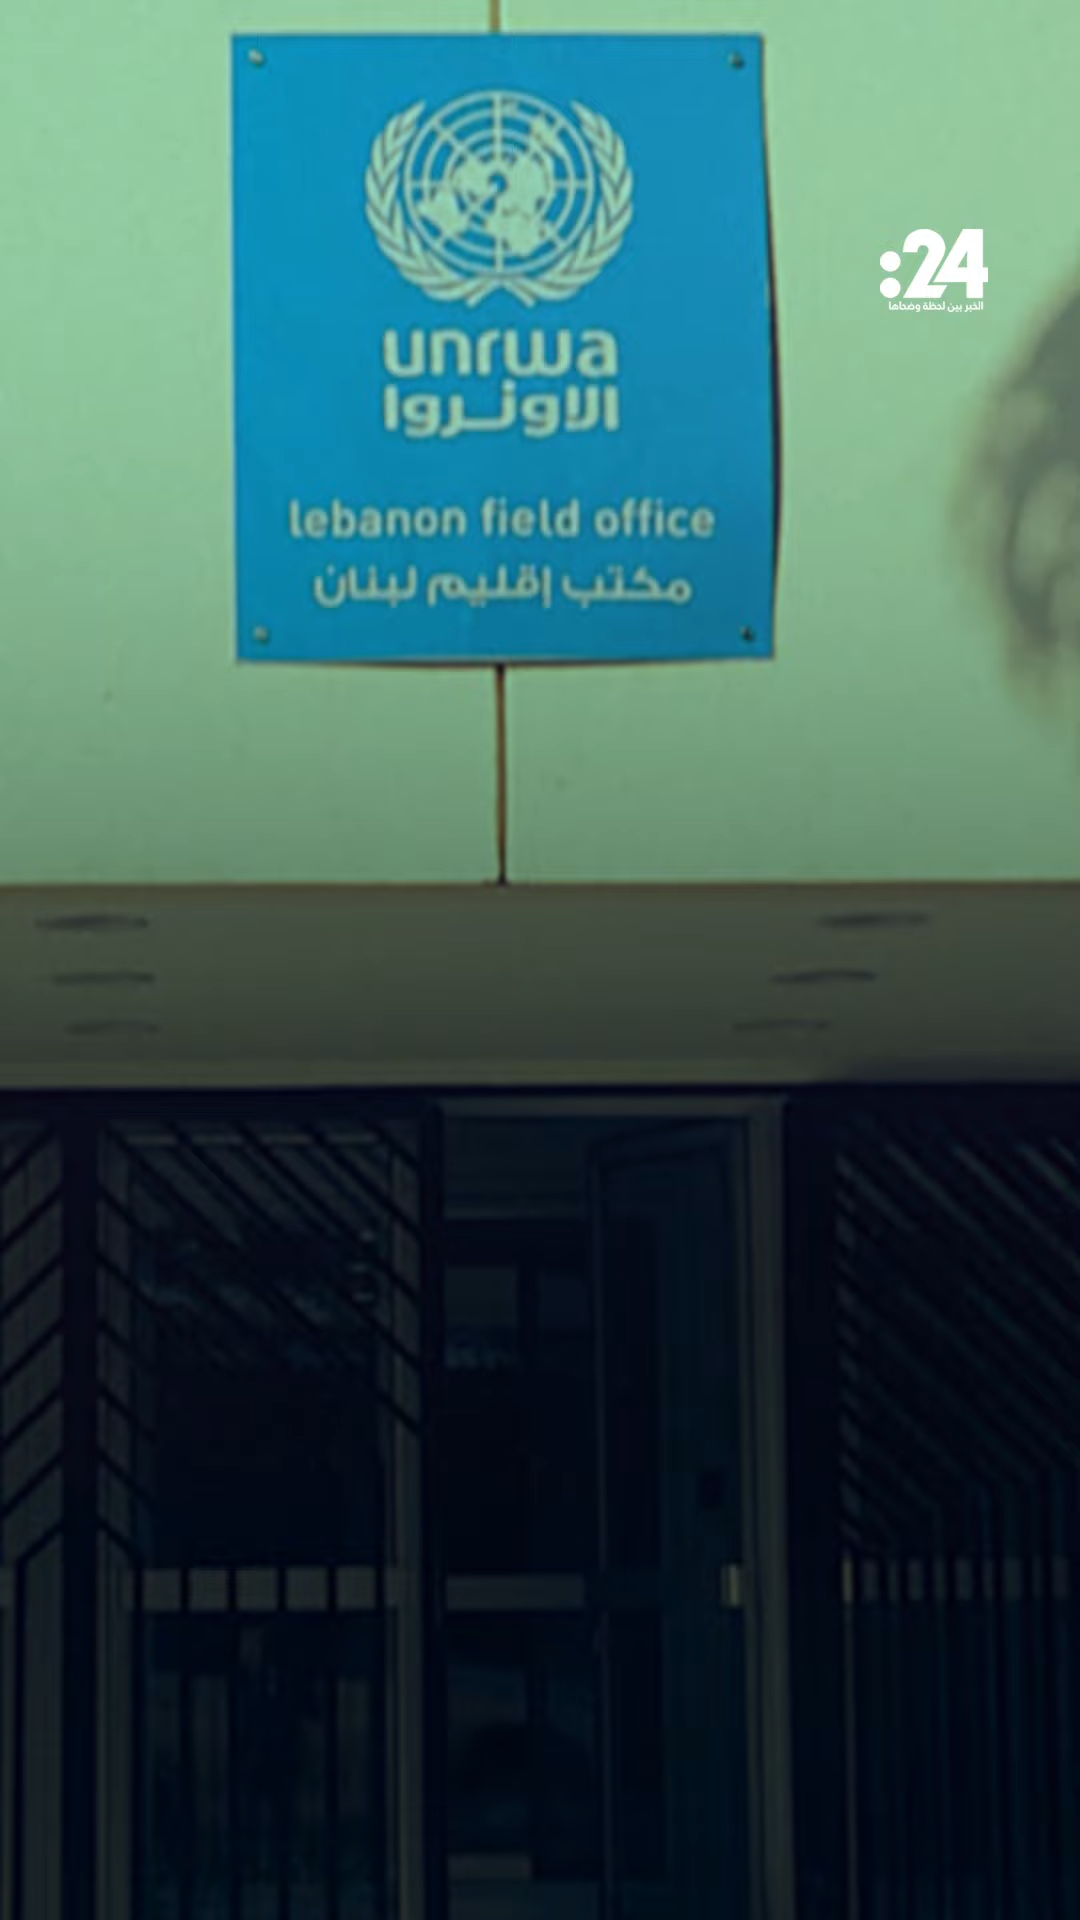 unrwa
الاونروا
lebanon field office
مكتب إقليم لبنان
:24
الخبر بين لحظة وضحاها